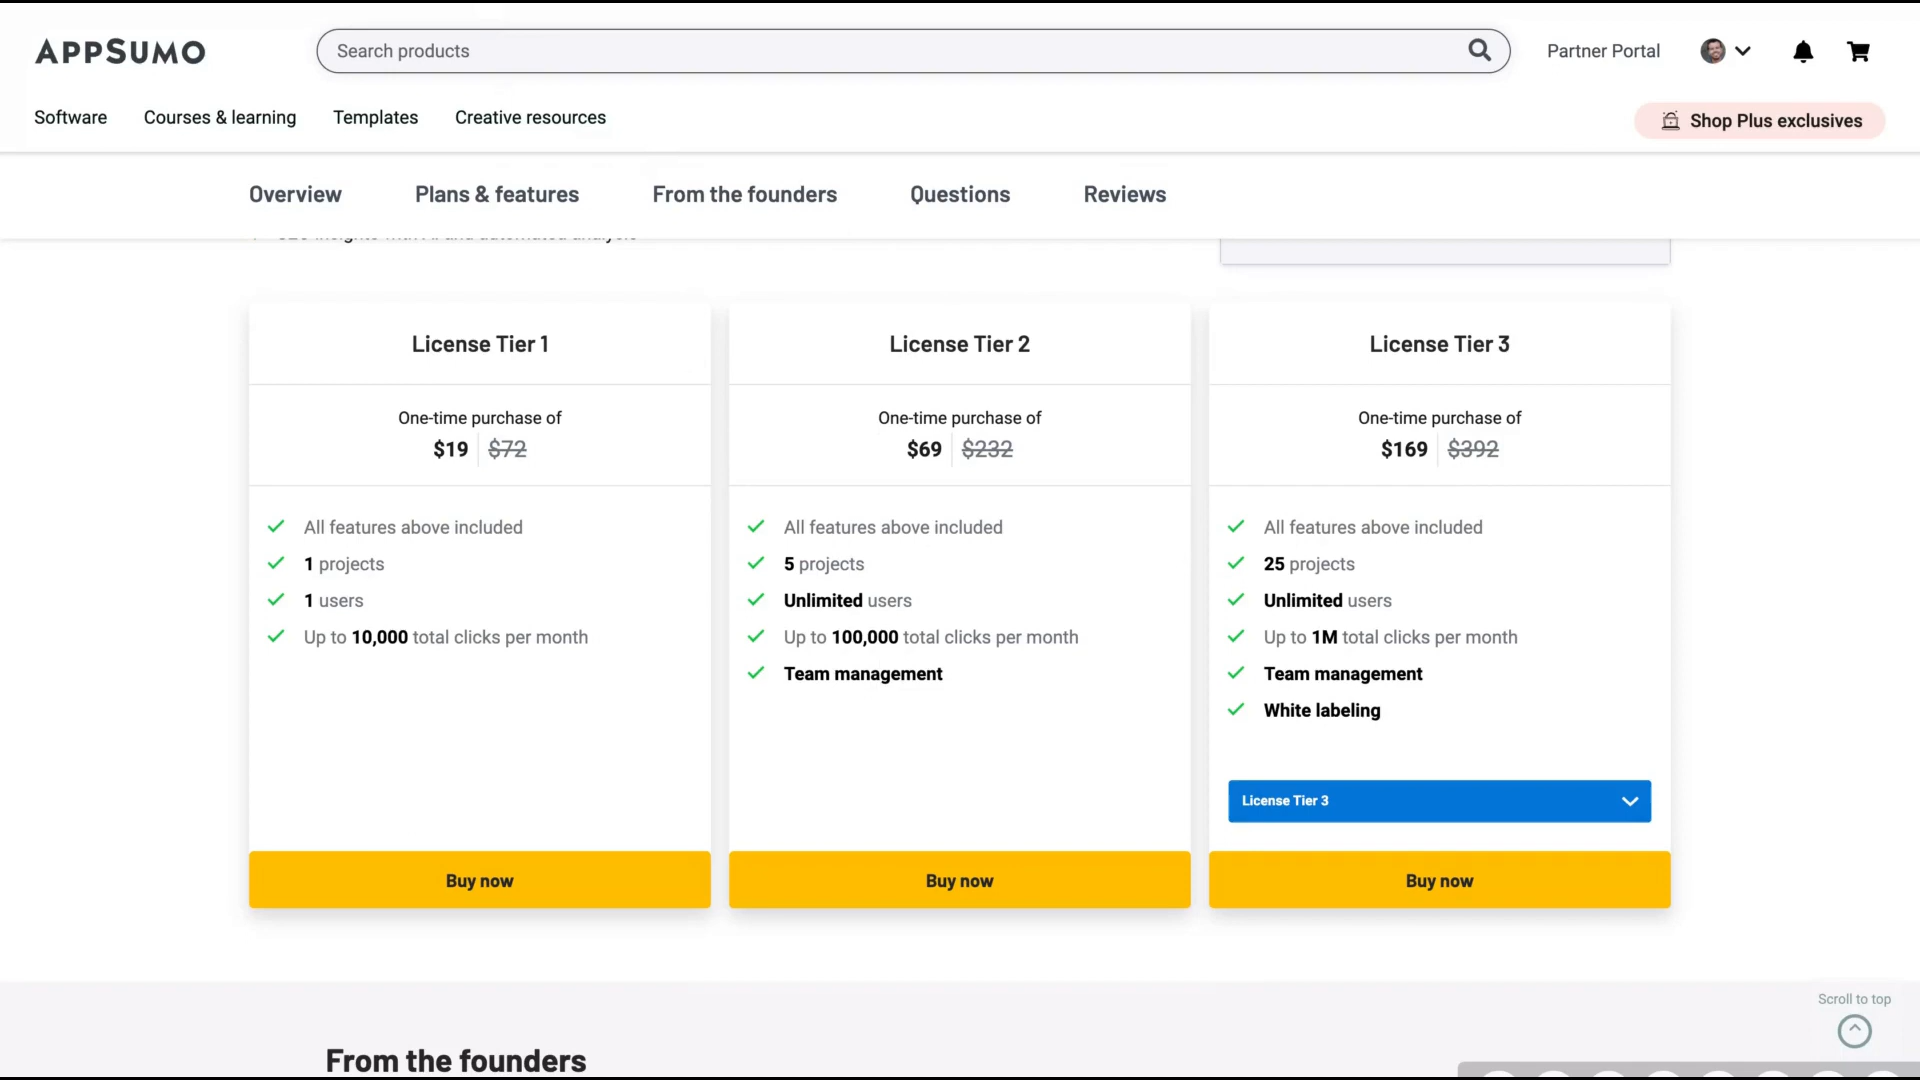 APPSUMO
Search products
Partner Portal
Software
Courses & learning
Templates
Creative resources
Shop Plus exclusives
Overview
Plans & features
From the founders
Questions
Reviews
License Tier 1
One-time purchase of
$19 $72
All features above included
1 projects
1 users
Up to 10,000 total clicks per month
Buy now
License Tier 2
One-time purchase of
$69 $232
All features above included
5 projects
Unlimited users
Up to 100,000 total clicks per month
Team management
Buy now
License Tier 3
One-time purchase of
$169 $392
All features above included
25 projects
Unlimited users
Up to 1M total clicks per month
Team management
White labeling
License Tier 3
Buy now
Scroll to top
From the founders